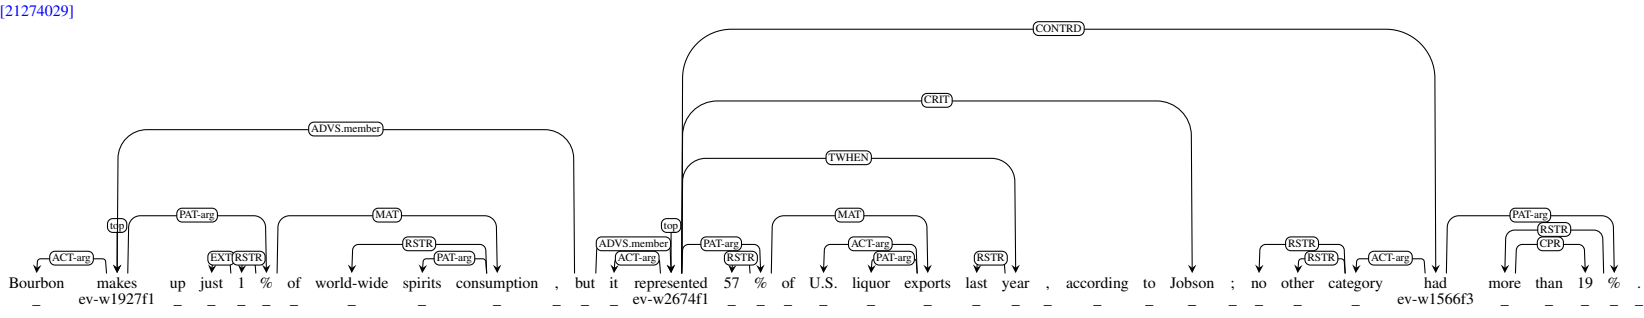 [21274029]
CONTRD
CRIT
ADVS.member
TWHEN
PAT-arg MAT MAT PAT-arg
top top RSTR
RSTR ADVS.member PAT-arg ACT-arg RSTR CPR
ACT-arg EXT RSTR PAT-arg ACT-arg RSTR PAT-arg RSTR RSTR ACT-arg
Bourbon makes up just 1 % of world-wide spirits consumption , but it represented 57 % of U.S. liquor exports last year , according to Jobson ; no other category had more than 19 % .
_ ev-w1927f1 _ _ _ _ _ _ _ _ _ _ _ ev-w2674f1 _ _ _ _ _ _ _ _ _ _ _ _ _ _ _ _ ev-w1566f3 _ _ _ _ _